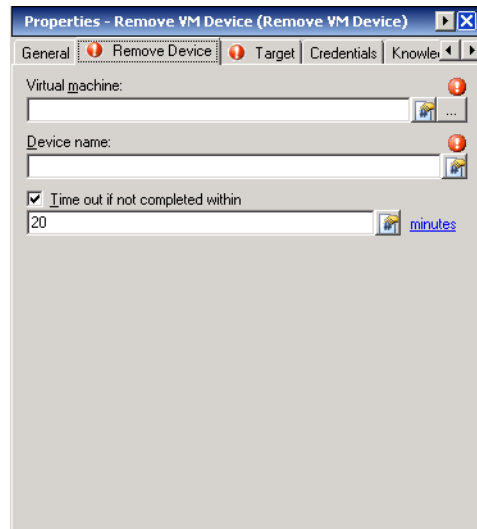 Properties - Remove VM Device (Remove VM Device)
General Remove Device Target Credentials Knowle
Virtual machine:
...
Device name:
Time out if not completed within
20 minutes